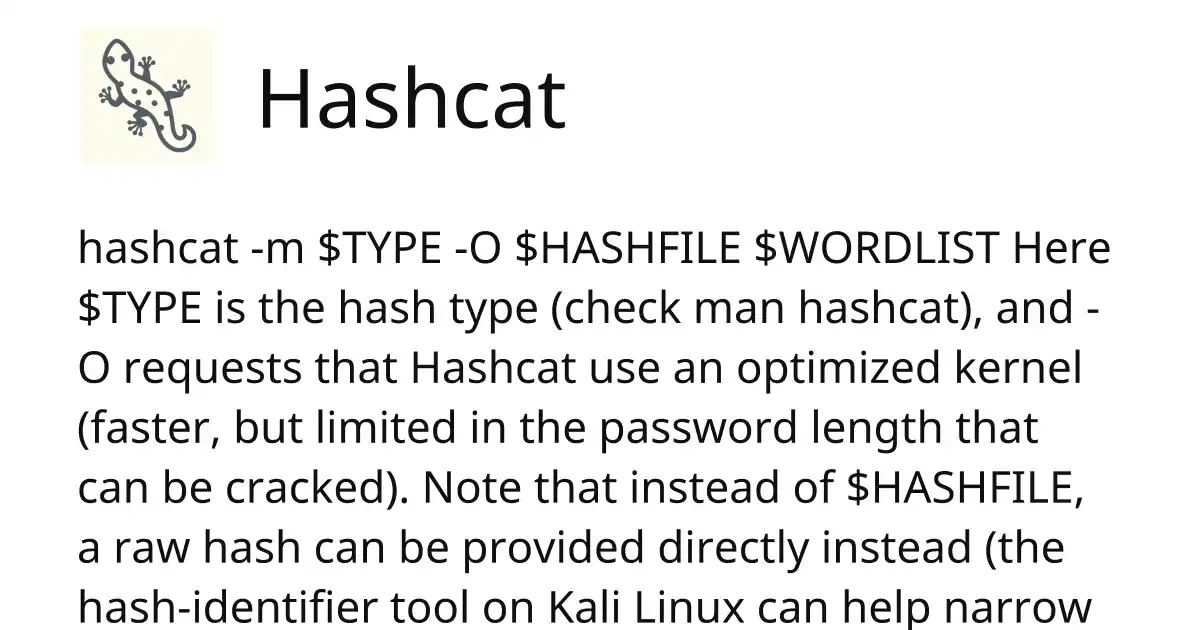 Hashcat
hashcat -m $TYPE -O $HASHFILE $WORDLIST Here
$TYPE is the hash type (check man hashcat), and -
O requests that Hashcat use an optimized kernel
(faster, but limited in the password length that
can be cracked). Note that instead of $HASHFILE,
a raw hash can be provided directly instead (the
hash-identifier tool on Kali Linux can help narrow